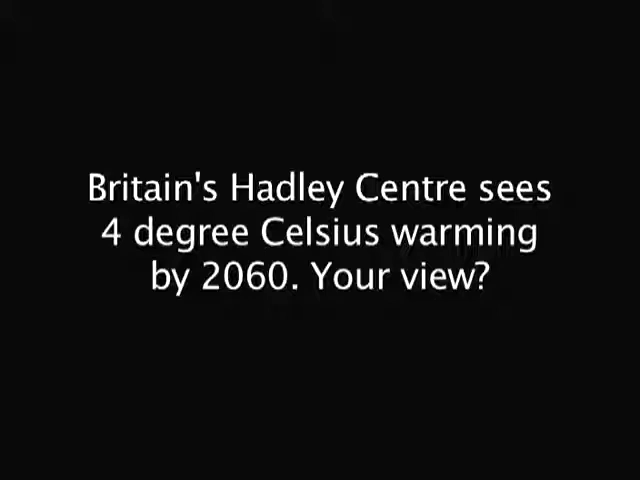 Britain's Hadley Centre sees
4 degree Celsius warming
by 2060. Your view?